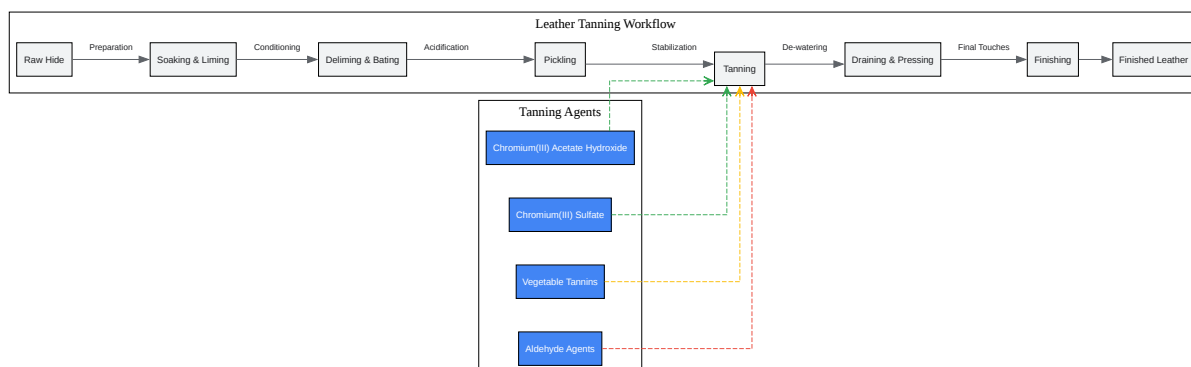 Leather Tanning Workflow
Preparation
Conditioning
Acidification
Stabilization
De-watering
Final Touches
Raw Hide
Soaking & Liming
Deliming & Bating
Pickling
Tanning
Draining & Pressing
Finishing
Finished Leather
Tanning Agents
Chromium(III) Acetate Hydroxide
Chromium(III) Sulfate
Vegetable Tannins
Aldehyde Agents